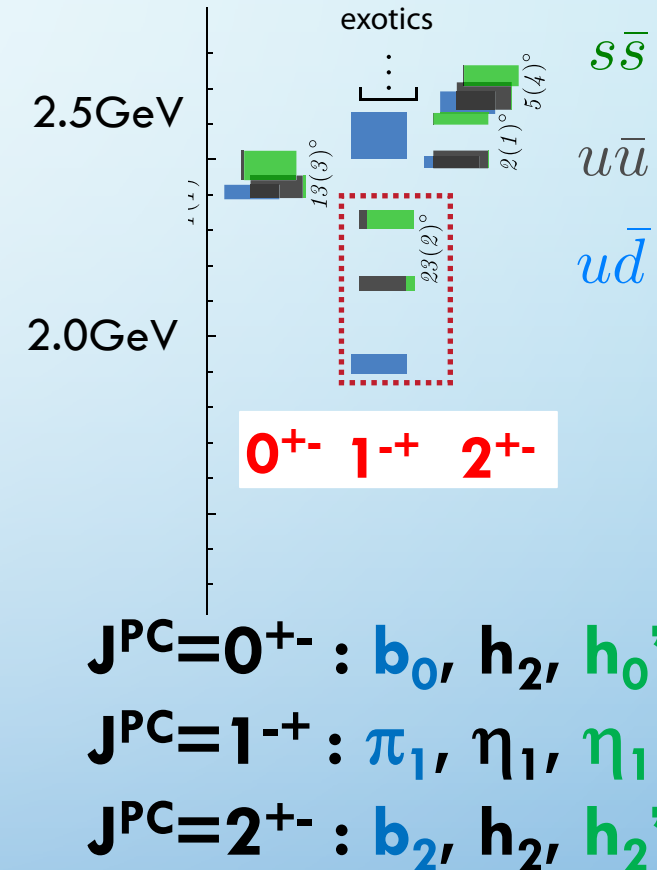 exotics
ss̅
5(4)°
2.5GeV
2(1)°
uu̅
13(3)°
23(2)°
ud̅
2.0GeV
0⁺⁻ 1⁻⁺ 2⁺⁻
Jᴾᶜ=0⁺⁻ : b₀, h₂, h₀
Jᴾᶜ=1⁻⁺ : π₁, η₁, η₁
Jᴾᶜ=2⁺⁻ : b₂, h₂, h₂